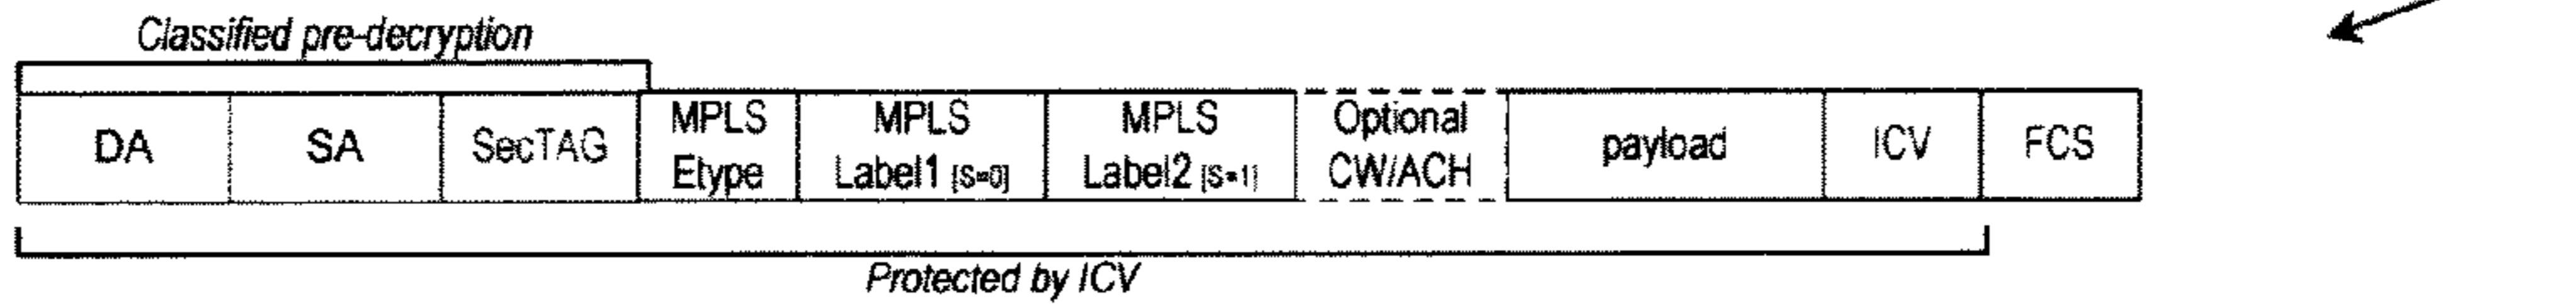 Classified pre-decryption
DA
SA
SecTAG
MPLS
Etype
MPLS
Label1 [S=0]
MPLS
Label2 [S=1]
Optional
CW/ACH
payload
ICV
FCS
Protected by ICV